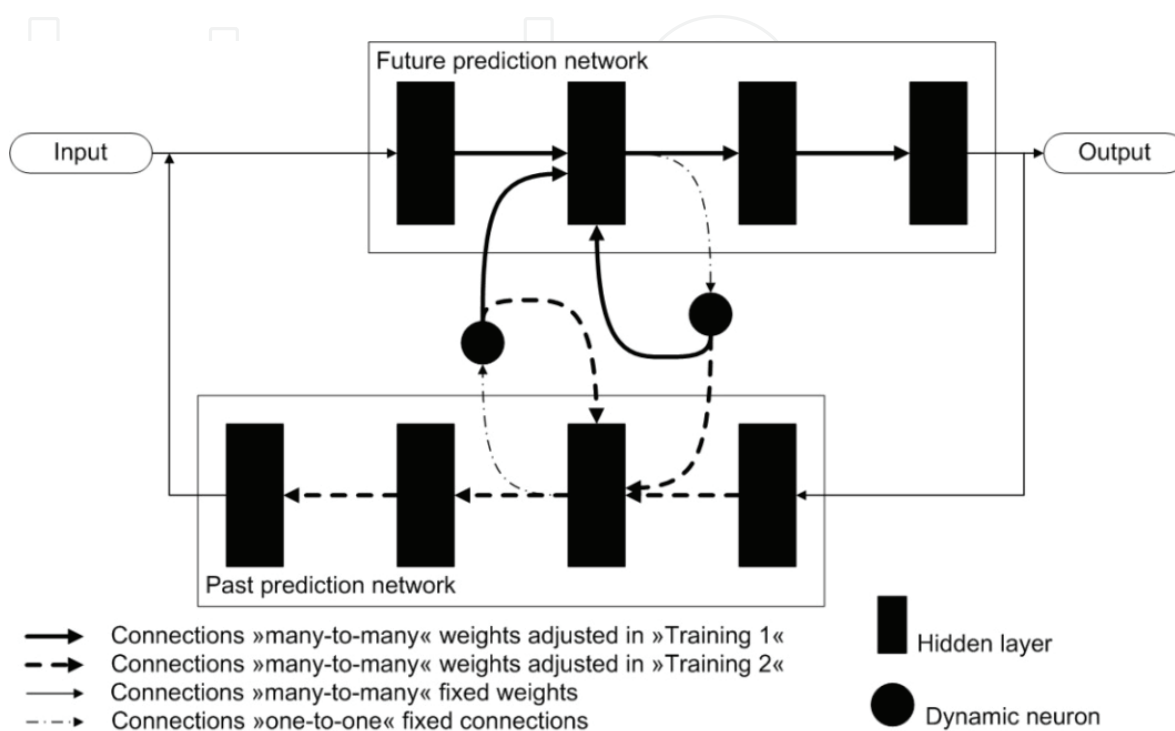 Future prediction network
Input
Output
Past prediction network
Connections »many-to-many« weights adjusted in »Training 1«
Connections »many-to-many« weights adjusted in »Training 2«
Connections »many-to-many« fixed weights
Connections »one-to-one« fixed connections
Hidden layer
Dynamic neuron